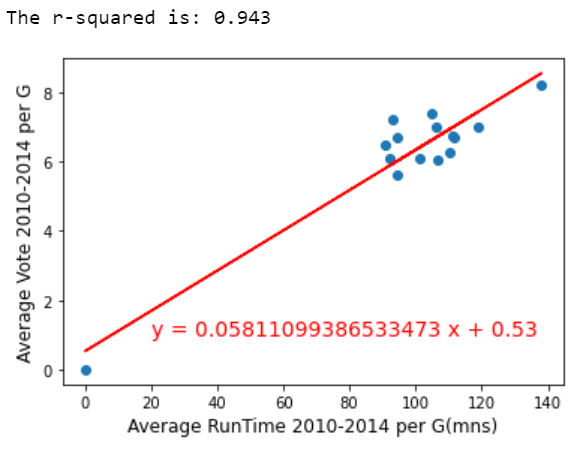 The r-squared is: 0.943
Average Vote 2010-2014 per G
8
6
4
2
0
y = 0.05811099386533473 x + 0.53
0 20 40 60 80 100 120 140
Average RunTime 2010-2014 per G(mns)